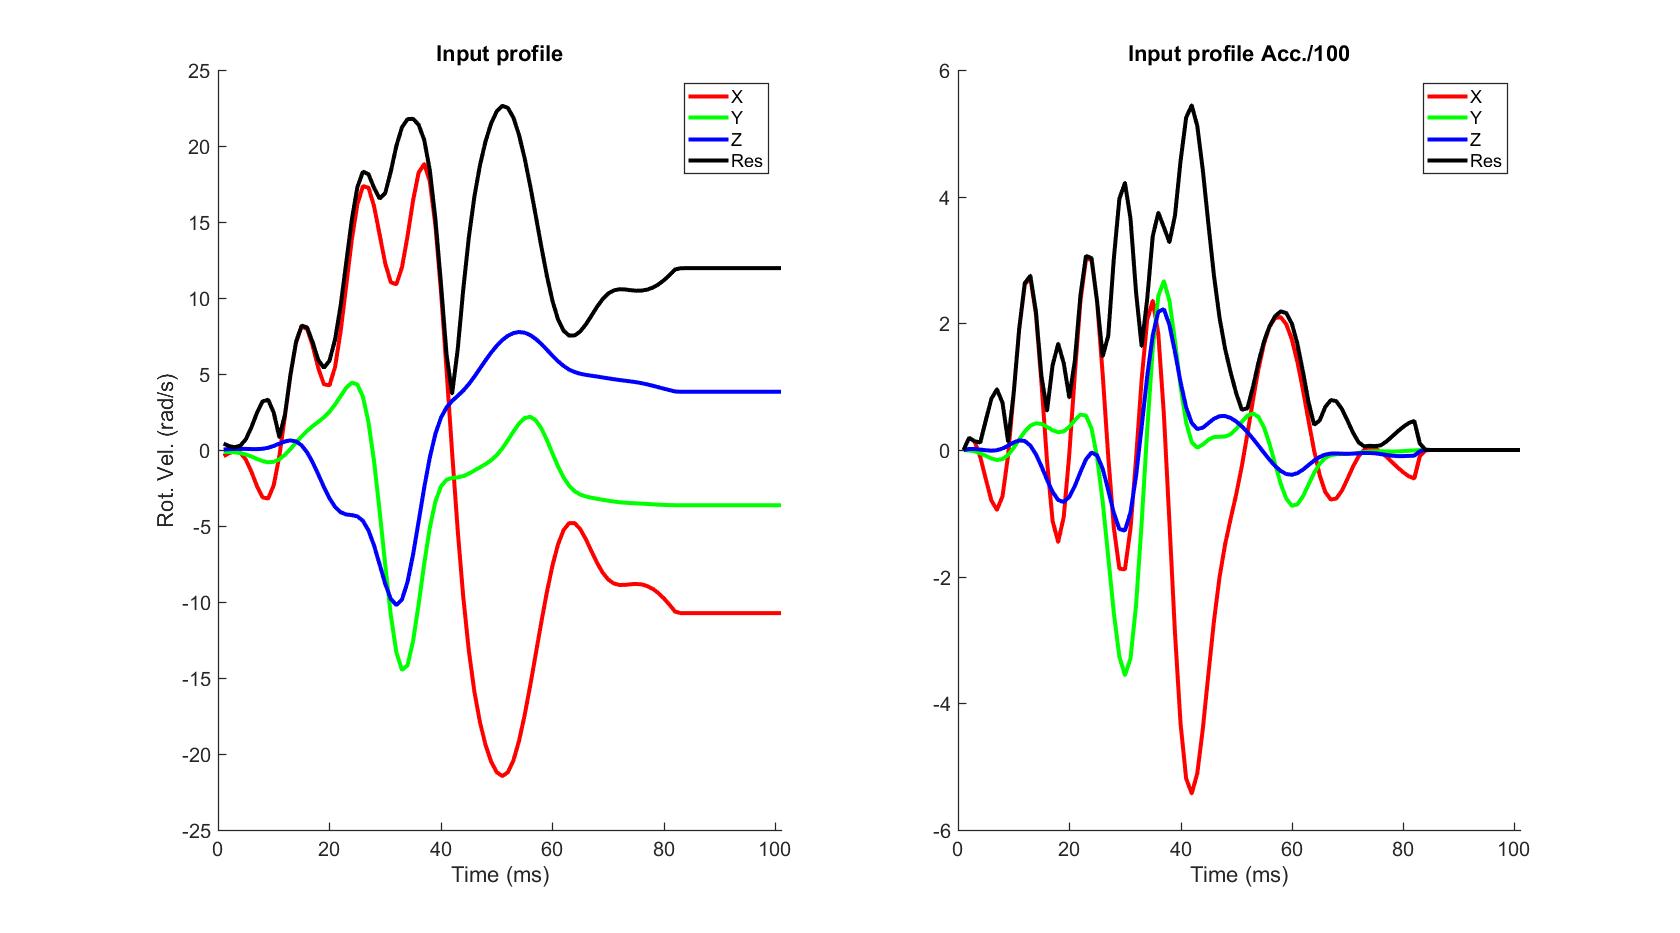 Input profile
25
20
15
10
5
0
-5
-10
-15
-20
-25
Rot. Vel. (rad/s)
0 20 40 60 80 100
Time (ms)
X
Y
Z
Res
Input profile Acc./100
6
4
2
0
-2
-4
-6
0 20 40 60 80 100
Time (ms)
X
Y
Z
Res